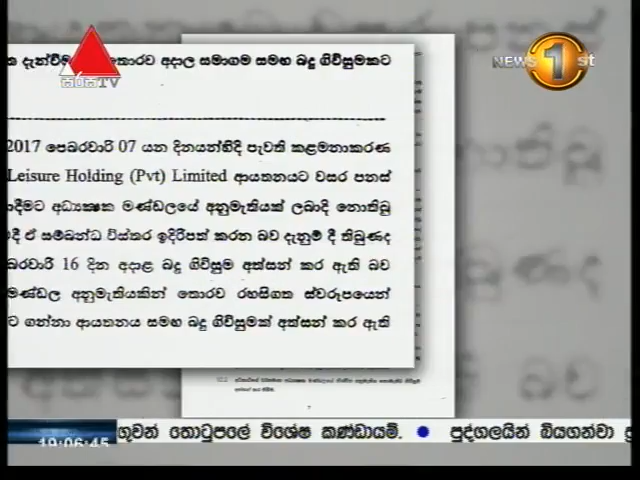 ක දැන්වීම තොරව අදාල සමාගම සමඟ බදු ගිවිසුමකට
සිරස TV
NEWS 1st
2017 පෙබරවාරි 07 යන දිනයන්හිදී පැවති කළමනාකරණ
Leisure Holding (Pvt) Limited ආයතනයට වසර පනස්
ාදීමට අධ්‍යක්ෂක මණ්ඩලයේ අනුමැතියක් ලබාදි නොතිබූ
දී ඒ සම්බන්ධ විස්තර ඉදිරිපත් කරන බව දැනුම් දී තිබුණද
බරවාරි 16 දින අදාළ බදු ගිවිසුම අත්සන් කර ඇති බව
මණ්ඩල අනුමැතියකින් තොරව රහසිගත ස්වරූපයෙන්
ට ගන්නා ආයතනය සමඟ බදු ගිවිසුමක් අත්සන් කර ඇති
19:06:45
ගුවන් තොටුපලේ විශේෂ කණ්ඩායම්. ● පුද්ගලයින් බියගන්වා